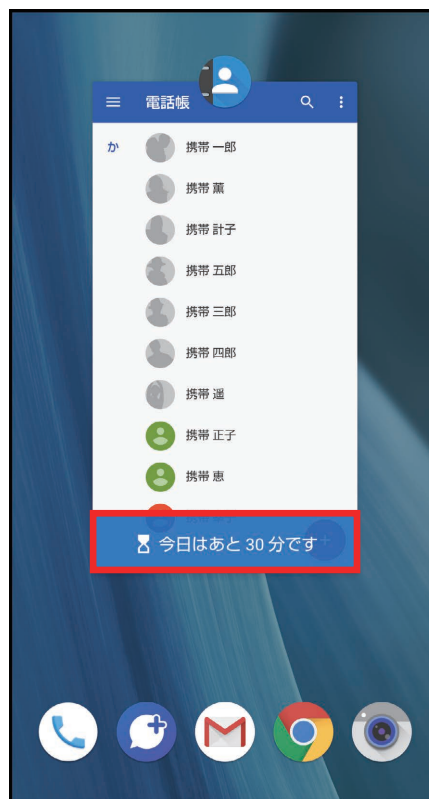 電話帳
か
携帯 一郎
携帯 薫
携帯 計子
携帯 五郎
携帯 三郎
携帯 四郎
携帯 遥
携帯 正子
携帯 恵
今日はあと 30 分です